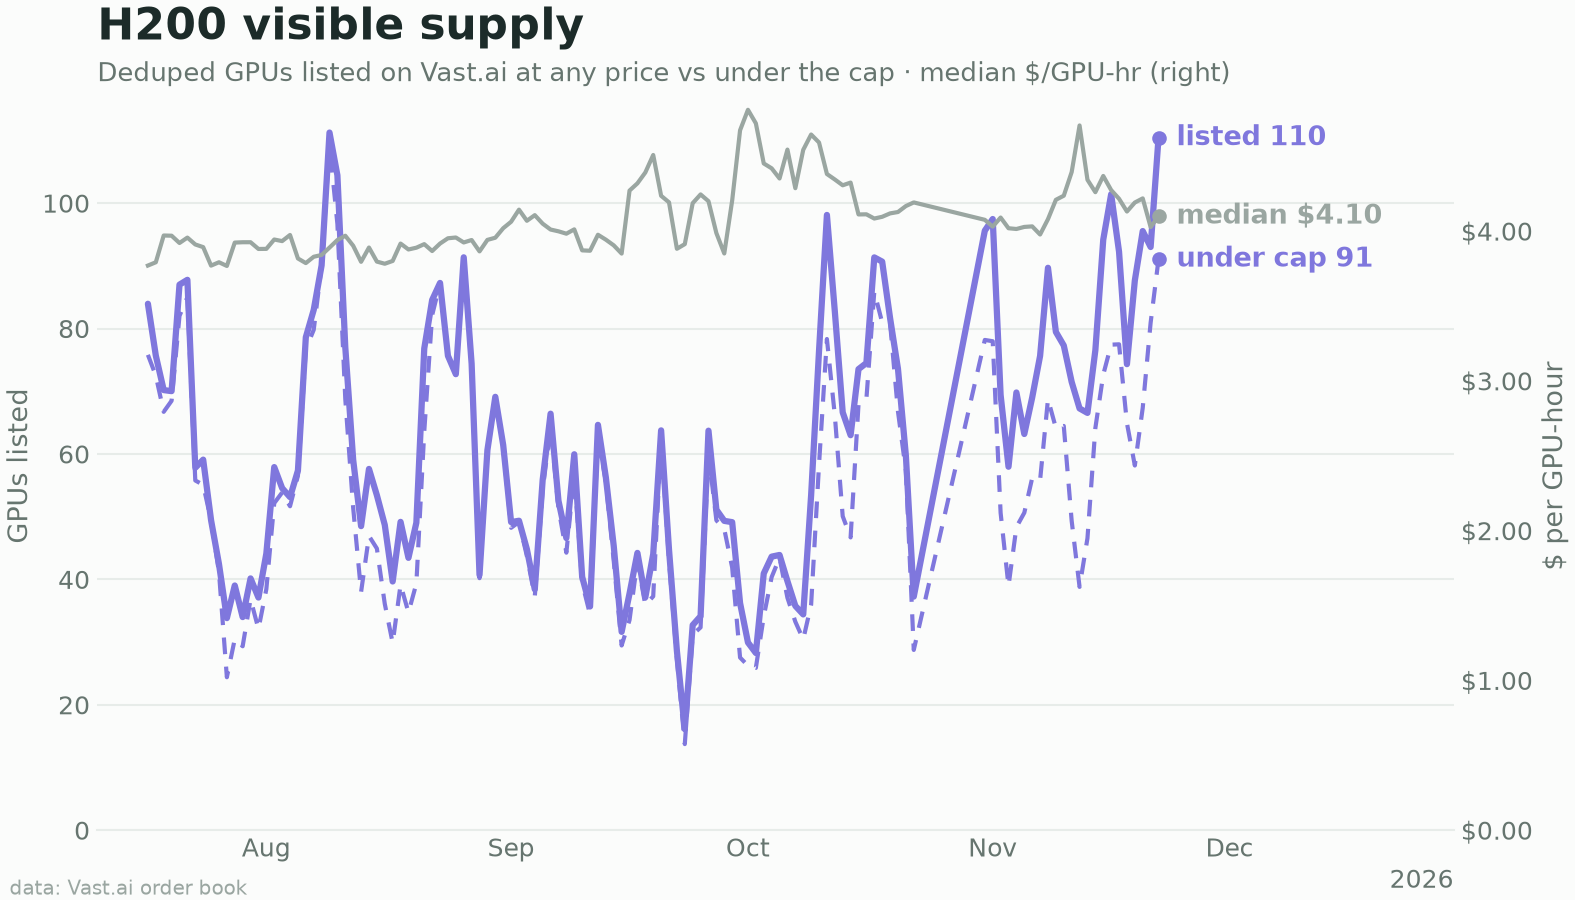 H200 visible supply
Deduped GPUs listed on Vast.ai at any price vs under the cap · median $/GPU-hr (right)
listed 110
median $4.10
under cap 91
GPUs listed
100
80
60
40
20
0
$ per GPU-hour
$4.00
$3.00
$2.00
$1.00
$0.00
Aug Sep Oct Nov Dec
2026
data: Vast.ai order book